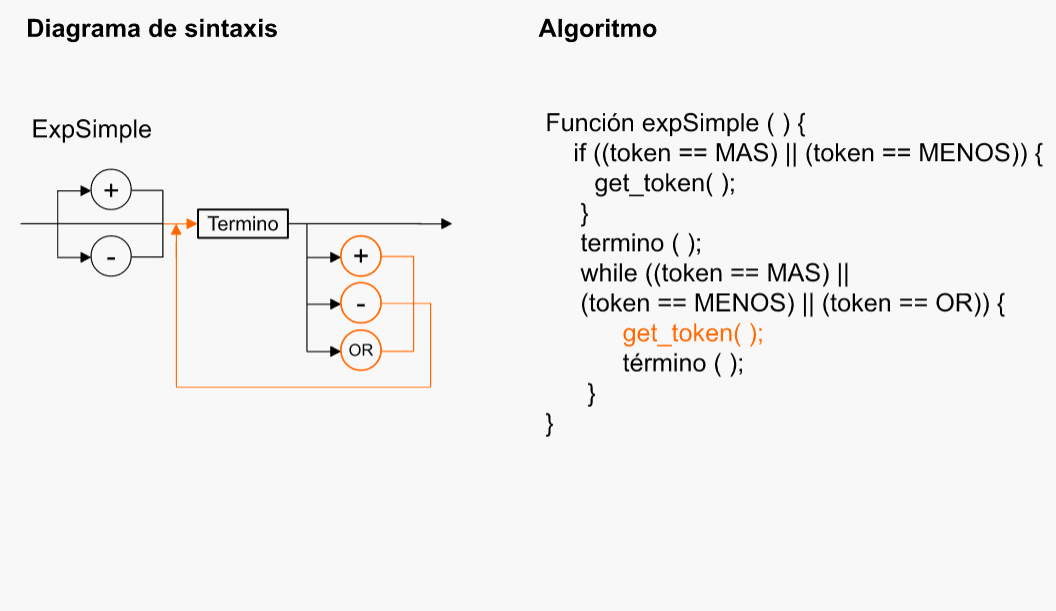 Diagrama de sintaxis
ExpSimple
+
-
Termino
+
-
OR
Algoritmo
Función expSimple ( ) {
if ((token == MAS) || (token == MENOS)) {
get_token( );
}
termino ( );
while ((token == MAS) ||
(token == MENOS) || (token == OR)) {
get_token( );
término ( );
}
}